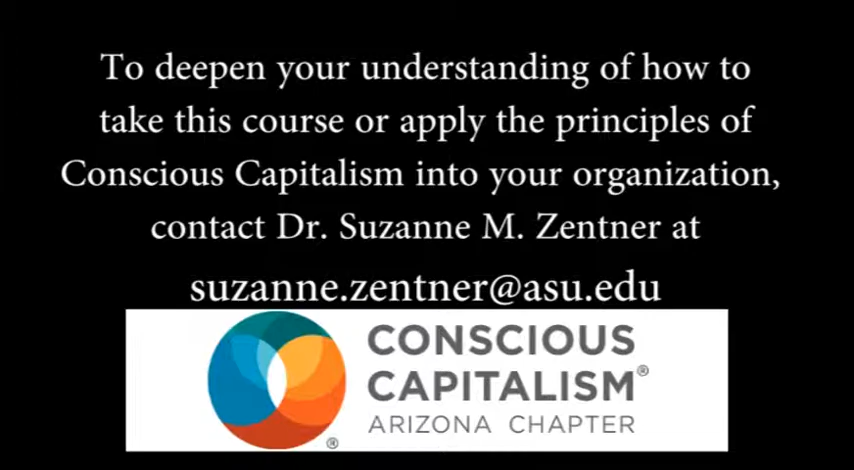 To deepen your understanding of how to
take this course or apply the principles of
Conscious Capitalism into your organization,
contact Dr. Suzanne M. Zentner at
suzanne.zentner@asu.edu
CONSCIOUS
CAPITALISM®
ARIZONA CHAPTER
®